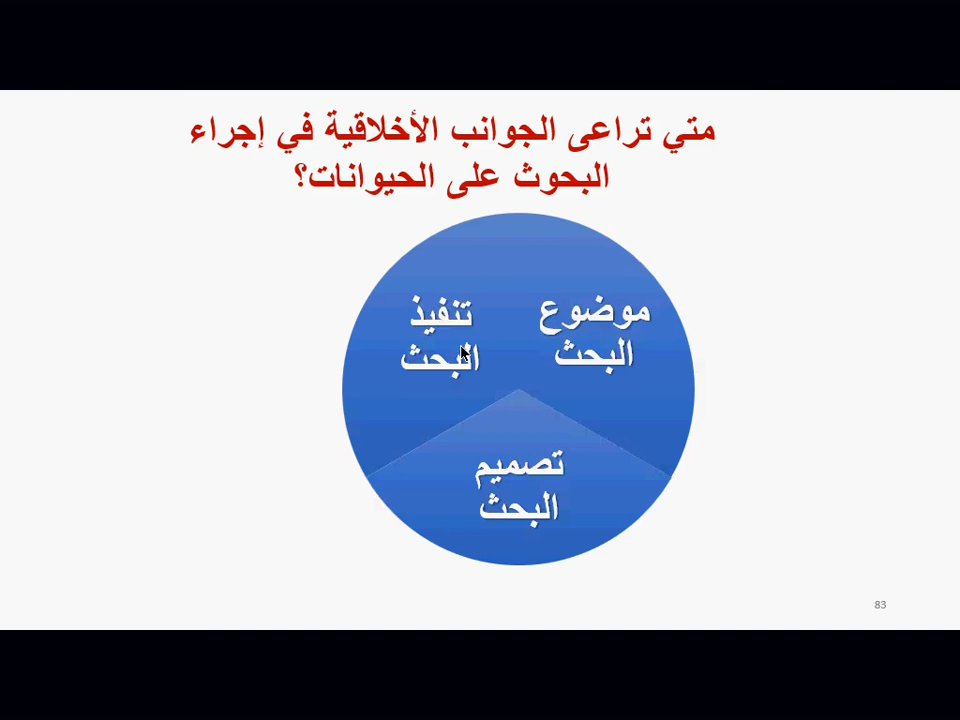 متي تراعى الجوانب الأخلاقية في إجراء
البحوث على الحيوانات؟
موضوع
البحث
تنفيذ
البحث
تصميم
البحث
83